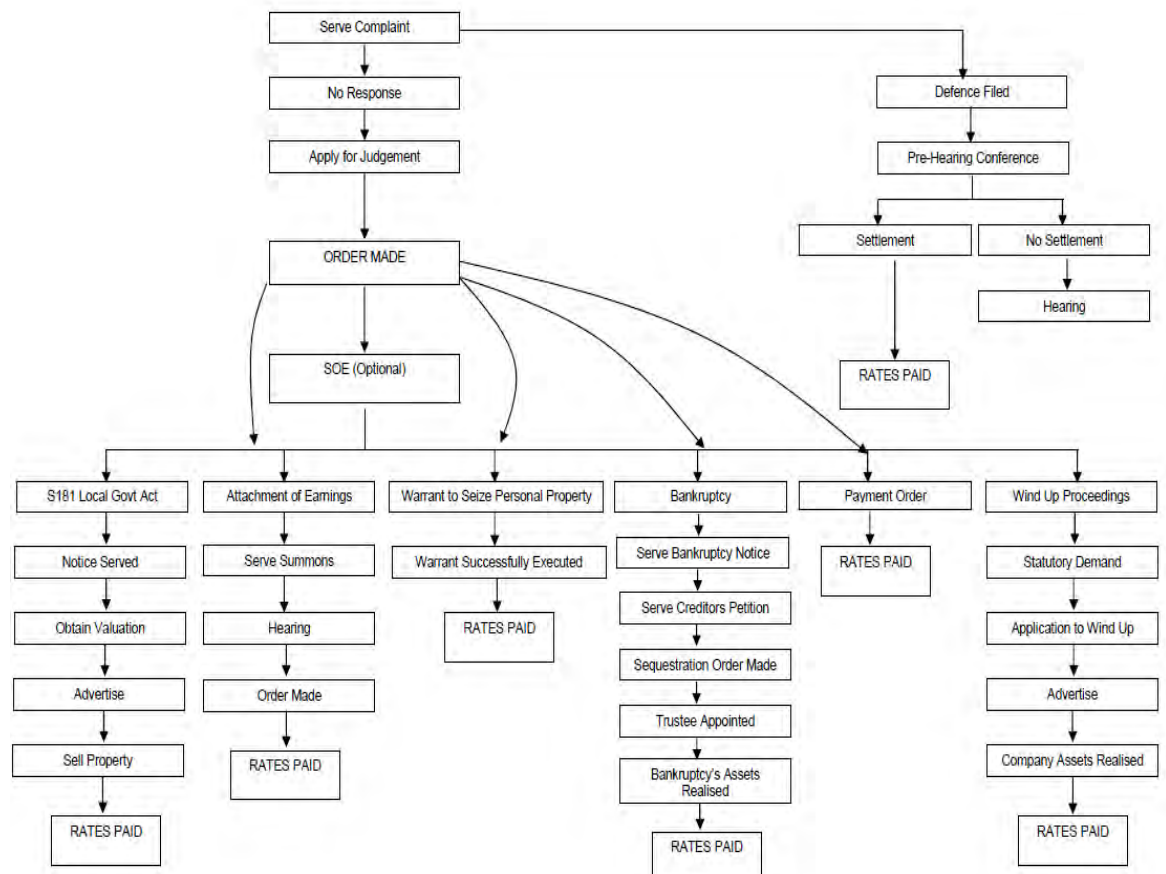 Serve Complaint
No Response
Defence Filed
Apply for Judgement
Pre-Hearing Conference
Settlement
No Settlement
ORDER MADE
Hearing
SOE (Optional)
RATES PAID
S181 Local Govt Act
Attachment of Earnings
Warrant to Seize Personal Property
Bankruptcy
Payment Order
Wind Up Proceedings
Notice Served
Serve Summons
Warrant Successfully Executed
Serve Bankruptcy Notice
RATES PAID
Statutory Demand
Obtain Valuation
Hearing
RATES PAID
Serve Creditors Petition
Application to Wind Up
Advertise
Order Made
Sequestration Order Made
Advertise
Sell Property
RATES PAID
Trustee Appointed
Company Assets Realised
Bankruptcy's Assets
Realised
RATES PAID
RATES PAID
RATES PAID